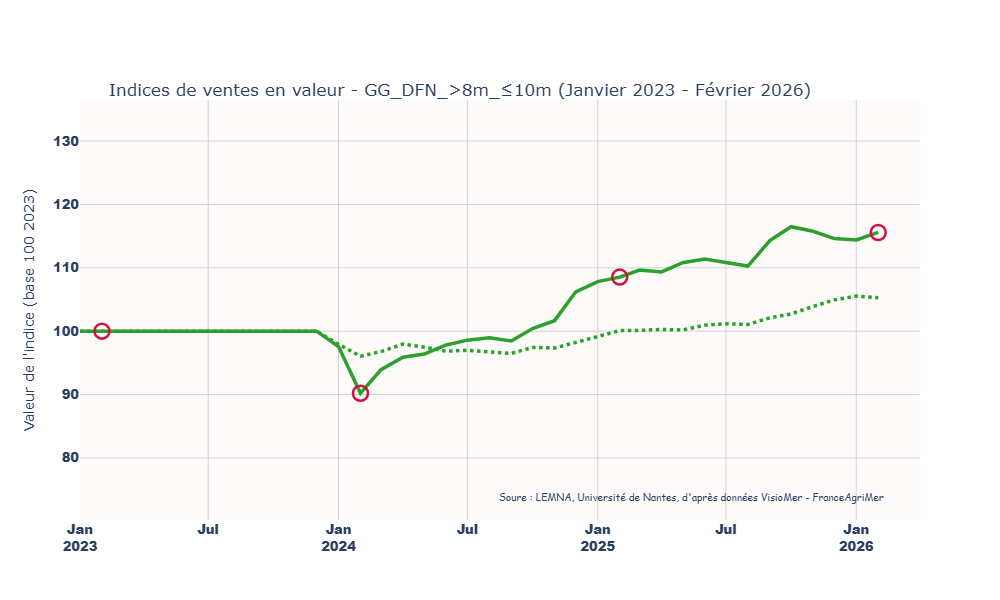 Indices de ventes en valeur - GG_DFN_>8m_≤10m (Janvier 2023 - Février 2026)
Valeur de l'indice (base 100 2023)
130
120
110
100
90
80
Soure : LEMNA, Université de Nantes, d'après données VisioMer - FranceAgriMer
Jan
2023
Jul
Jan
2024
Jul
Jan
2025
Jul
Jan
2026